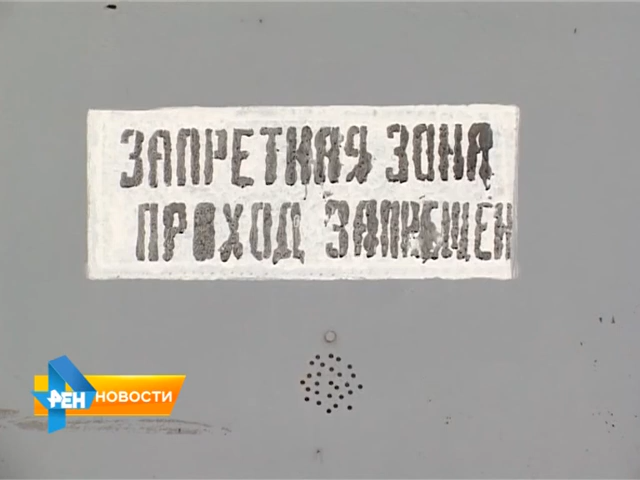 ЗАПРЕТНАЯ ЗОНА
ПРОХОД ЗАПРЕЩЕН
РЕН НОВОСТИ